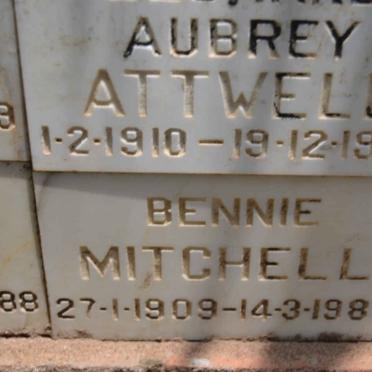 AUBREY
ATTWELL
1-2-1910-19-12-19
BENNIE
MITCHELL
88 27-1-1909-14-3-198